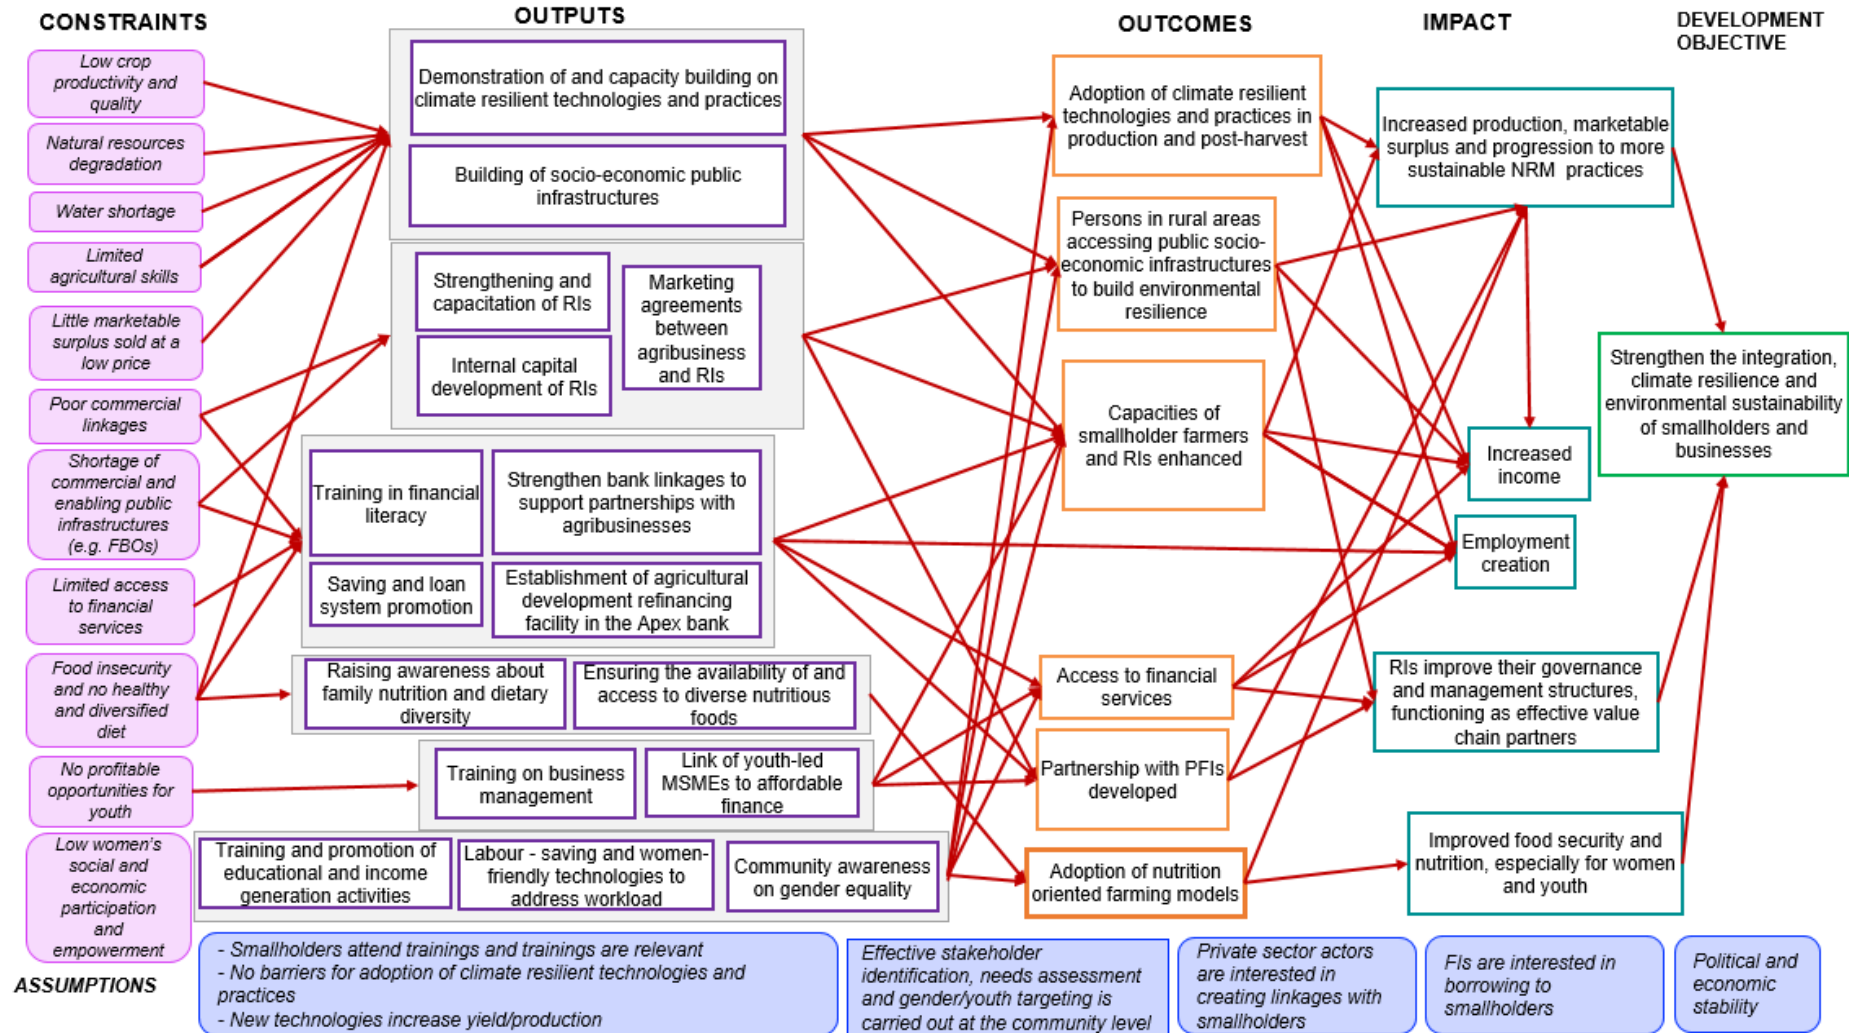 CONSTRAINTS
OUTPUTS
OUTCOMES
IMPACT
DEVELOPMENT
OBJECTIVE
Low crop
productivity and
quality
Natural resources
degradation
Water shortage
Limited
agricultural skills
Little marketable
surplus sold at a
low price
Poor commercial
linkages
Shortage of
commercial and
enabling public
infrastructures
(e.g. FBOs)
Limited access
to financial
services
Food insecurity
and no healthy
and diversified
diet
No profitable
opportunities for
youth
Low women's
social and
economic
participation
and
empowerment
Demonstration of and capacity building on
climate resilient technologies and practices
Building of socio-economic public
infrastructures
Strengthening and
capacitation of RIs
Internal capital
development of RIs
Marketing
agreements
between
agribusiness
and RIs
Training in financial
literacy
Strengthen bank linkages to
support partnerships with
agribusinesses
Saving and loan
system promotion
Establishment of agricultural
development refinancing
facility in the Apex bank
Raising awareness about
family nutrition and dietary
diversity
Ensuring the availability of and
access to diverse nutritious
foods
Training on business
management
Link of youth-led
MSMEs to affordable
finance
Training and promotion of
educational and income
generation activities
Labour - saving and women-
friendly technologies to
address workload
Community awareness
on gender equality
Adoption of climate resilient
technologies and practices in
production and post-harvest
Persons in rural areas
accessing public socio-
economic infrastructures
to build environmental
resilience
Capacities of
smallholder farmers
and RIs enhanced
Access to financial
services
Partnership with PFIs
developed
Adoption of nutrition
oriented farming models
Increased production, marketable
surplus and progression to more
sustainable NRM practices
Increased
income
Employment
creation
RIs improve their governance
and management structures,
functioning as effective value
chain partners
Improved food security and
nutrition, especially for women
and youth
Strengthen the integration,
climate resilience and
environmental sustainability
of smallholders and
businesses
ASSUMPTIONS
- Smallholders attend trainings and trainings are relevant
- No barriers for adoption of climate resilient technologies and
practices
- New technologies increase yield/production
Effective stakeholder
identification, needs assessment
and gender/youth targeting is
carried out at the community level
Private sector actors
are interested in
creating linkages with
smallholders
FIs are interested in
borrowing to
smallholders
Political and
economic
stability